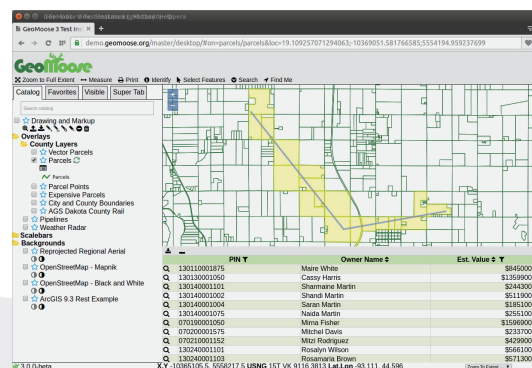 GeoMoose 3 Test Ins
demo.geomoose.org/master/desktop/#on=parcels/parcels&loc=19.109257071294063;-10369051.581766585;5554194.959237699
GeoMoose
Zoom to Full Extent Measure Print Identify Select Features Search Find Me
Catalog Favorites Visible Super Tab
Search catalog
Drawing and Markup
Overlays
County Layers
Vector Parcels
Parcels
Parcels
Parcel Points
Expensive Parcels
City and County Boundaries
AGS Dakota County Rail
Pipelines
Weather Radar
Scalebars
Backgrounds
Reprojected Regional Aerial
OpenStreetMap - Mapnik
OpenStreetMap - Black and White
ArcGIS 9.3 Rest Example
PIN Owner Name Est. Value
130110001875 Maire White $845000
130130001050 Cassy Harris $1359900
130140001101 Sharmaine Martin $244300
130140001002 Shandi Martin $511900
130140001004 Saran Martin $185100
130140001075 Naida Martin $255100
070190001050 Mirna Fisher $1596900
070200001575 Mitchel Davis $233700
070210001152 Mitzi Rodriguez $429900
130240001101 Rosalyn Wilson $566100
130240001103 Rosamaria Brown $571300
3.0.0-beta X,Y -10365105.5, 5558217.5 USNG 15T VK 9116 3813 Lat,Lon -93.111, 44.596 Zoom To Extent